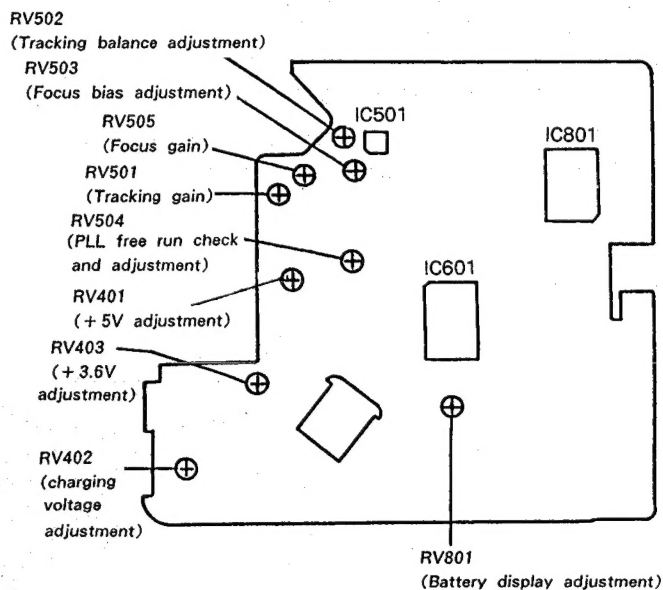 RV502
(Tracking balance adjustment)
RV503
(Focus bias adjustment)
IC501
RV505
(Focus gain)
IC801
RV501
(Tracking gain)
RV504
(PLL free run check
and adjustment)
IC601
RV401
(+ 5V adjustment)
RV403
(+ 3.6V
adjustment)
RV402
(charging
voltage
adjustment)
RV801
(Battery display adjustment)